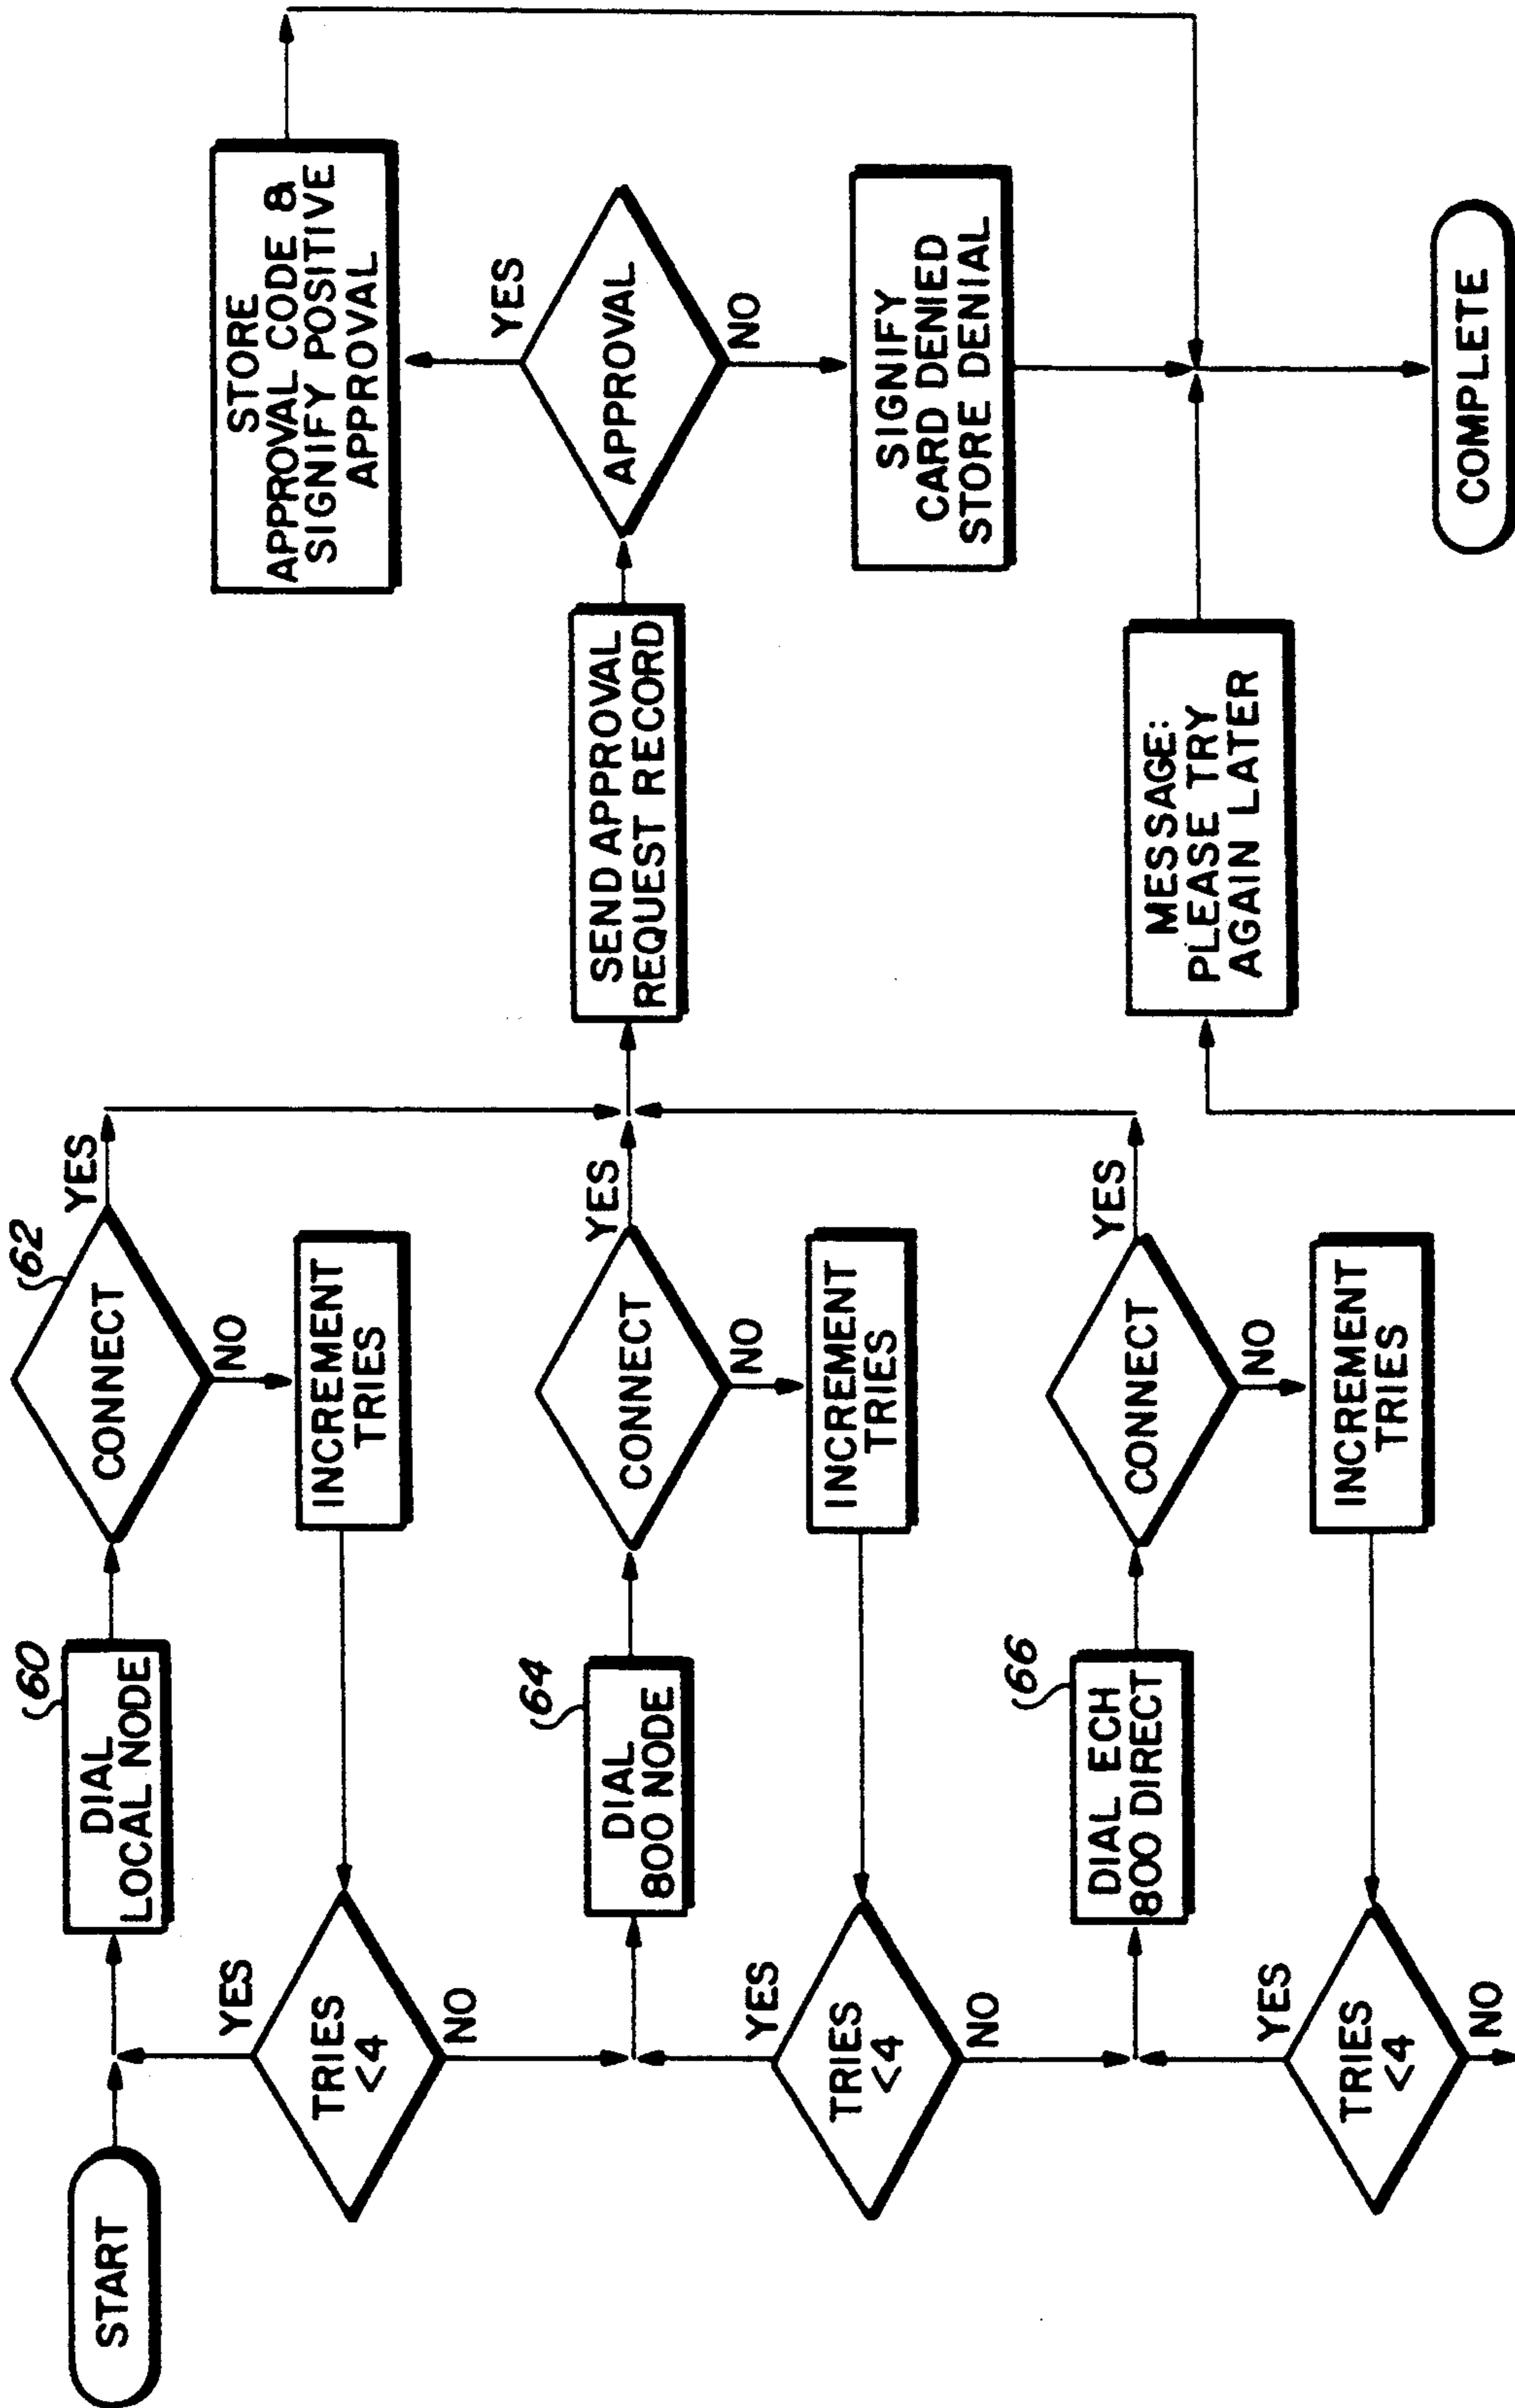 START
60
DIAL
LOCAL NODE
62
CONNECT
YES
NO
INCREMENT
TRIES
TRIES
<4
YES
NO
64
DIAL
800 NODE
CONNECT
YES
NO
INCREMENT
TRIES
TRIES
<4
YES
NO
66
DIAL ECH
800 DIRECT
CONNECT
YES
NO
INCREMENT
TRIES
TRIES
<4
YES
NO
SEND APPROVAL
REQUEST RECORD
APPROVAL
YES
NO
STORE
APPROVAL CODE &
SIGNIFY POSITIVE
APPROVAL
SIGNIFY
CARD DENIED
STORE DENIAL
MESSAGE:
PLEASE TRY
AGAIN LATER
COMPLETE